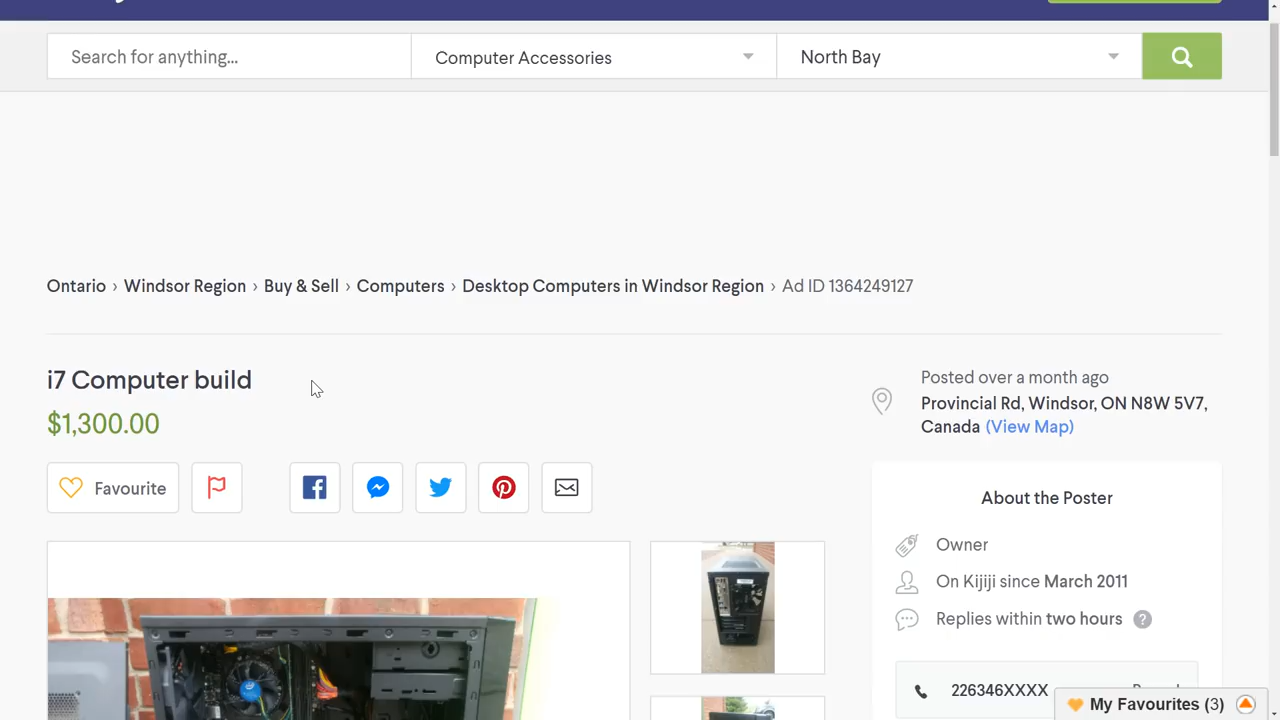 Search for anything...
Computer Accessories
North Bay
Ontario › Windsor Region › Buy & Sell › Computers › Desktop Computers in Windsor Region › Ad ID 1364249127
i7 Computer build
$1,300.00
Favourite
Posted over a month ago
Provincial Rd, Windsor, ON N8W 5V7,
Canada (View Map)
About the Poster
Owner
On Kijiji since March 2011
Replies within two hours ?
226346XXXX
My Favourites (3)